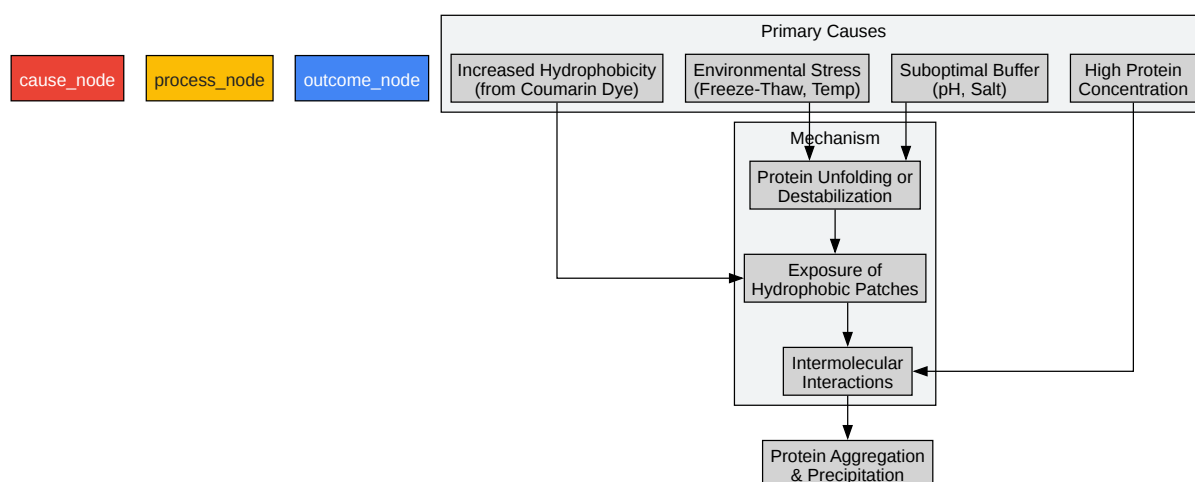 Primary Causes
cause_node
process_node
outcome_node
Increased Hydrophobicity
(from Coumarin Dye)
Environmental Stress
(Freeze-Thaw, Temp)
Suboptimal Buffer
(pH, Salt)
High Protein
Concentration
Mechanism
Protein Unfolding or
Destabilization
Exposure of
Hydrophobic Patches
Intermolecular
Interactions
Protein Aggregation
& Precipitation